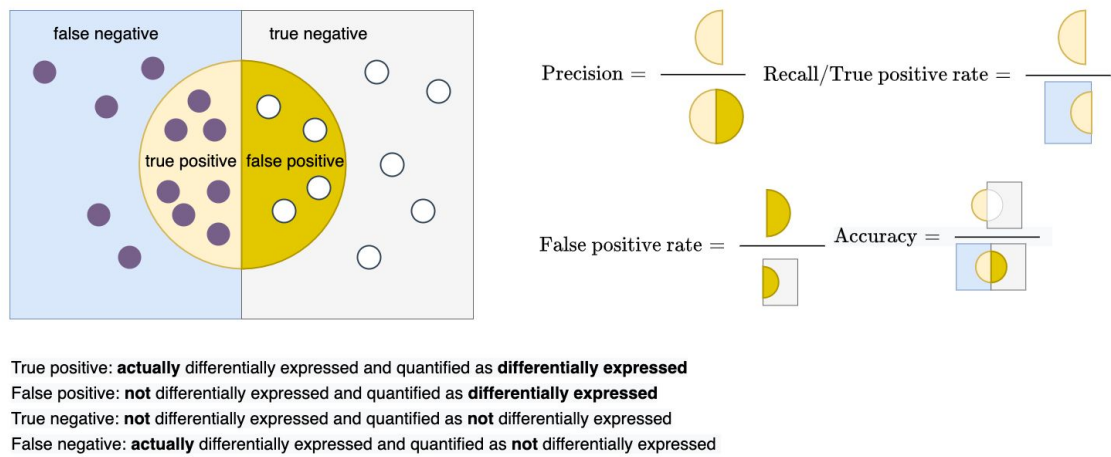 false negative
true negative
true positive
false positive
Precision =
Recall/True positive rate =
False positive rate =
Accuracy =
True positive: actually differentially expressed and quantified as differentially expressed
False positive: not differentially expressed and quantified as differentially expressed
True negative: not differentially expressed and quantified as not differentially expressed
False negative: actually differentially expressed and quantified as not differentially expressed